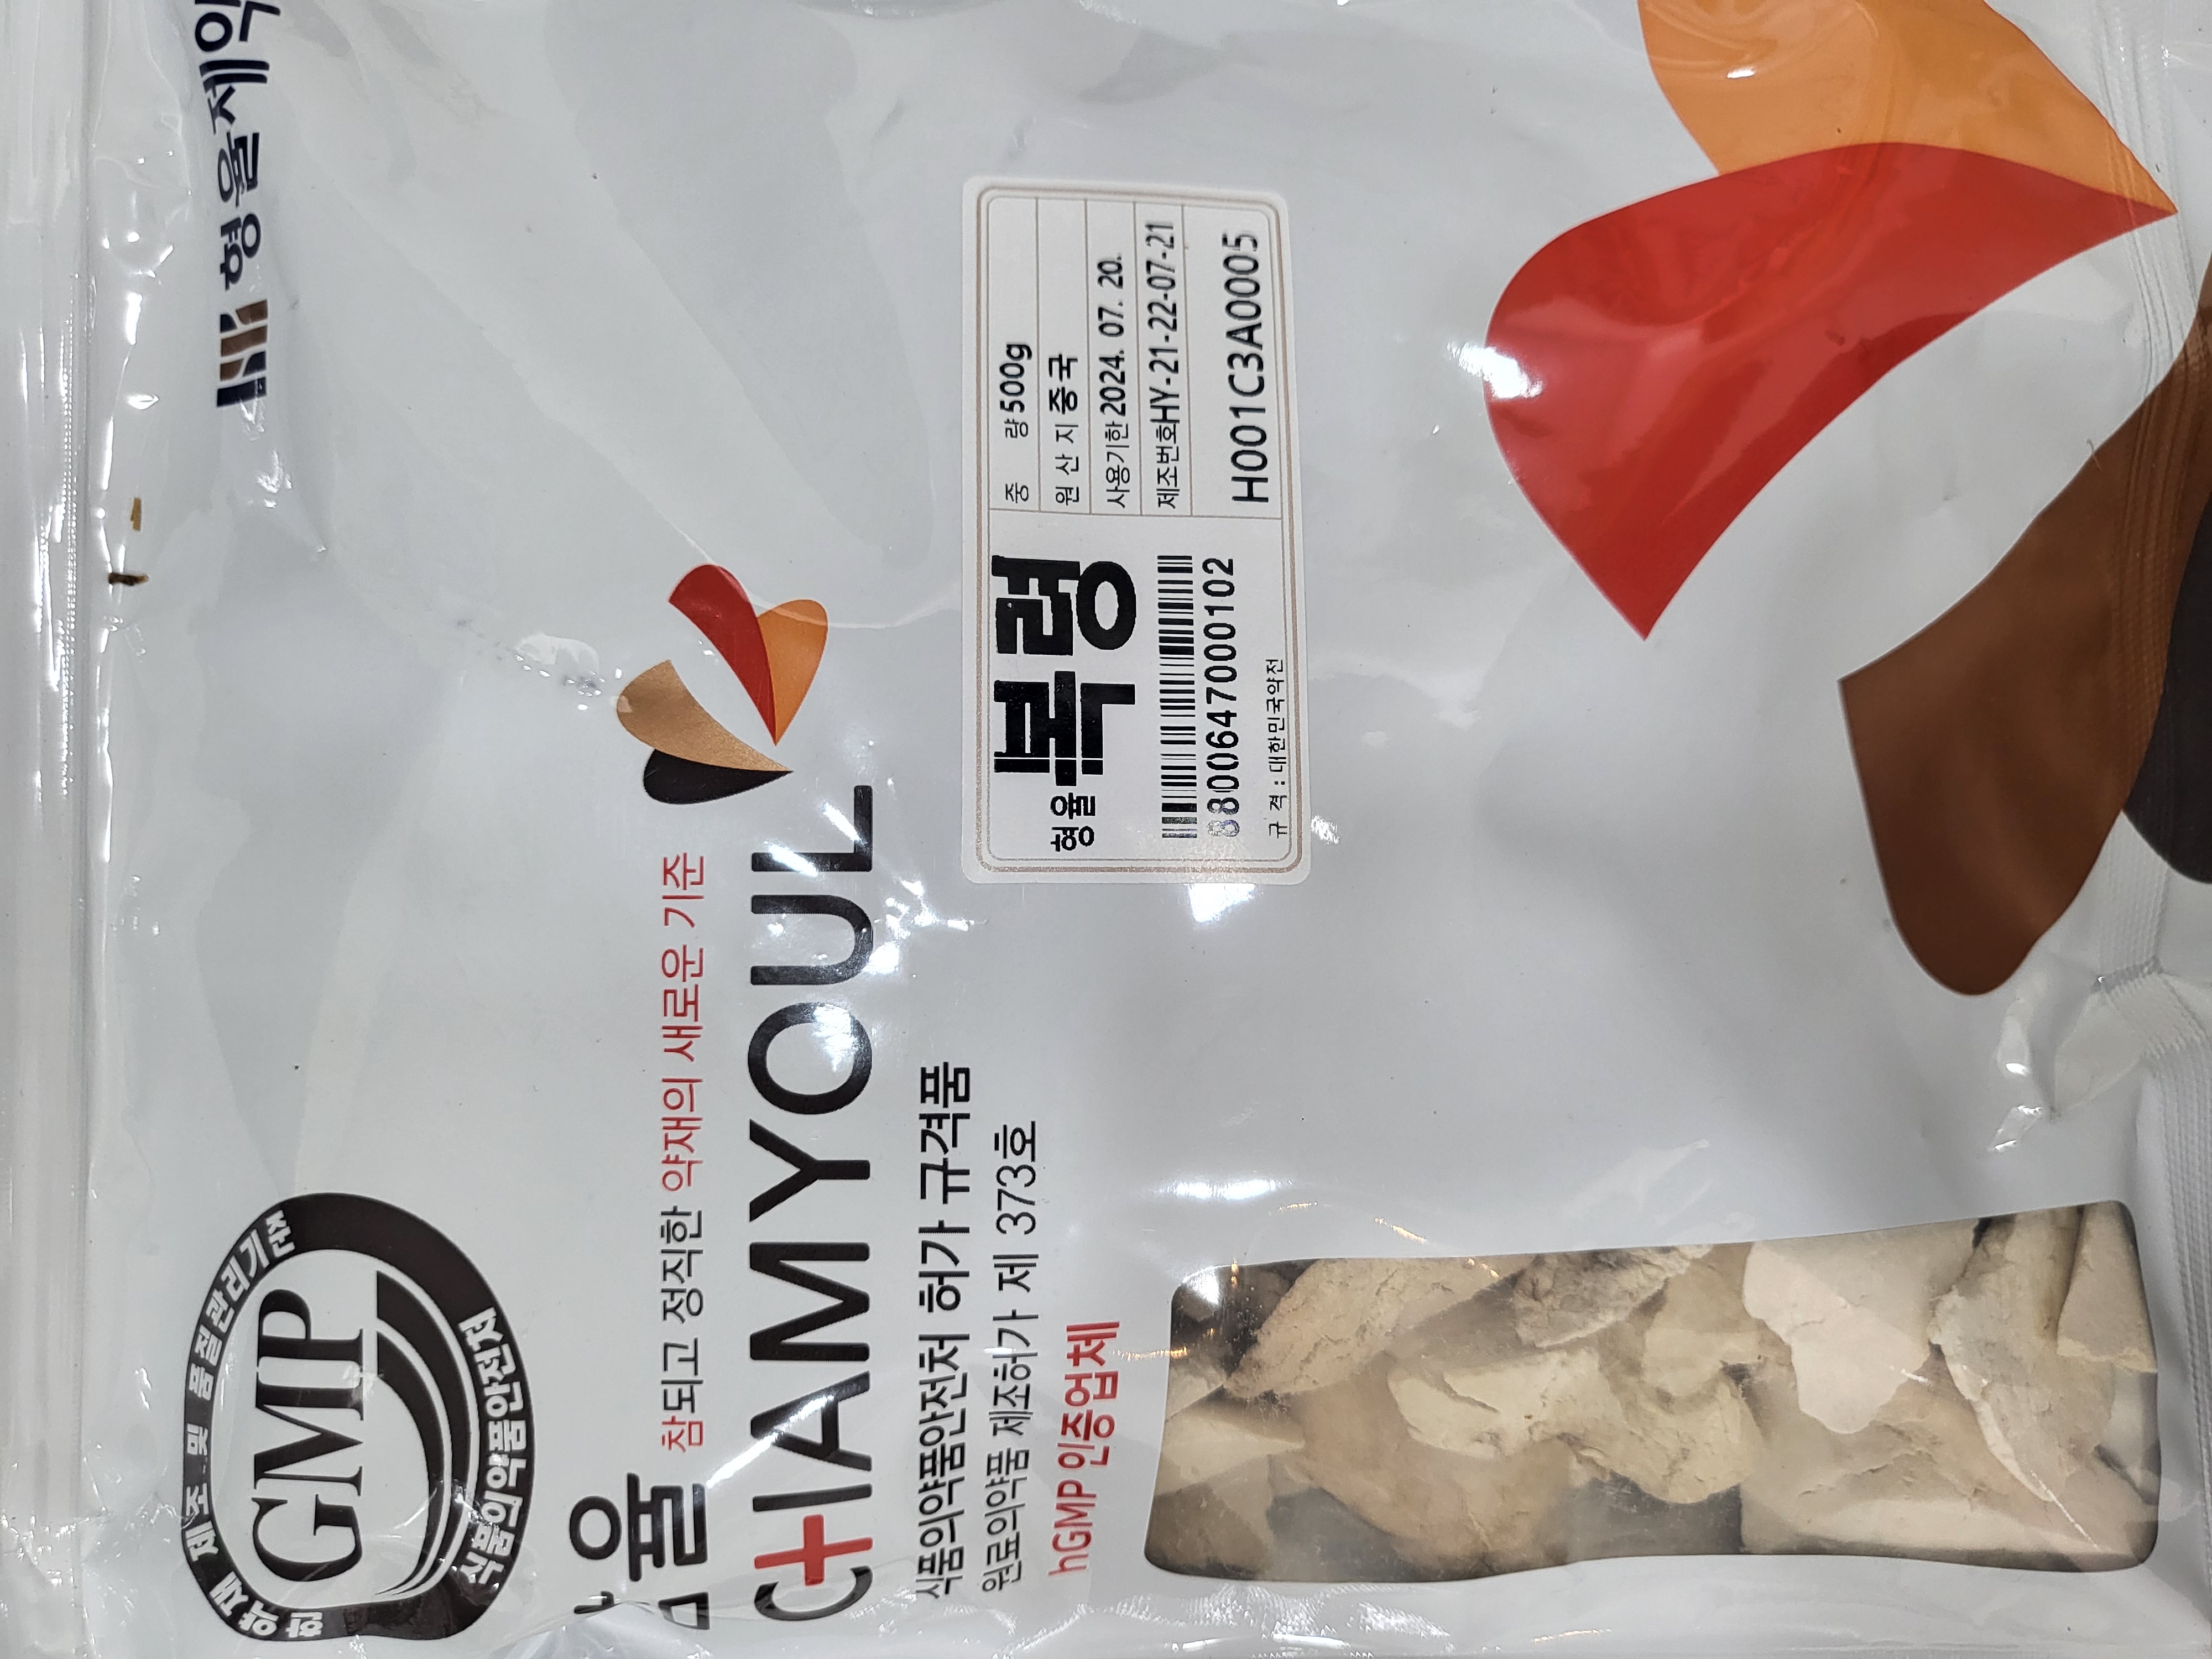 형율제약
한약재 제조 및 품질관리기준
GMP
식품의약품안전처
참되고 정직한 약재의 새로운 기준
CHAMYOUL
식품의약품안전처 허가 규격품
원료의약품 제조허가 제 373호
hGMP 인증업체
형율 복령
8800647000102
규 격 : 대한민국약전
중 량 500g
원 산 지 중국
사용기한 2024. 07. 20.
제조번호 HY-21-22-07-21
H001C3A0005